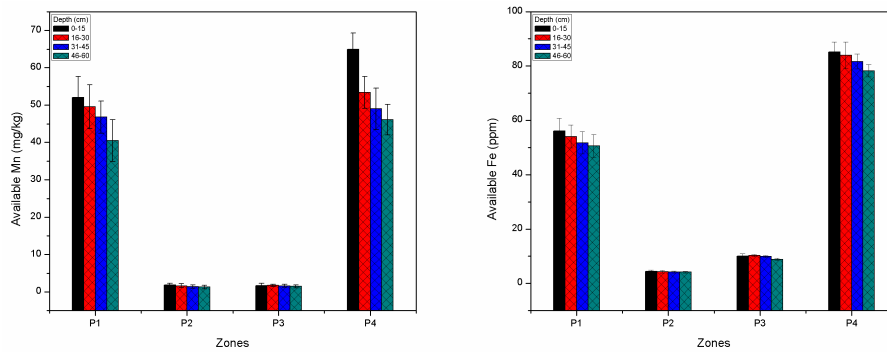 Depth (cm)
0-15
16-30
31-45
46-60
70
60
50
40
30
20
10
0
Available Mn (mg/kg)
P1 P2 P3 P4
Zones
Depth (cm)
0-15
16-30
31-45
46-60
100
80
60
40
20
0
Available Fe (ppm)
P1 P2 P3 P4
Zones